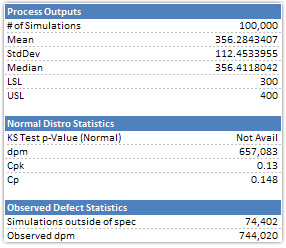 Process Outputs
# of Simulations 100,000
Mean 356.2843407
StdDev 112.4533955
Median 356.4118042
LSL 300
USL 400
Normal Distro Statistics
KS Test p-Value (Normal) Not Avail
dpm 657,083
Cpk 0.13
Cp 0.148
Observed Defect Statistics
Simulations outside of spec 74,402
Observed dpm 744,020